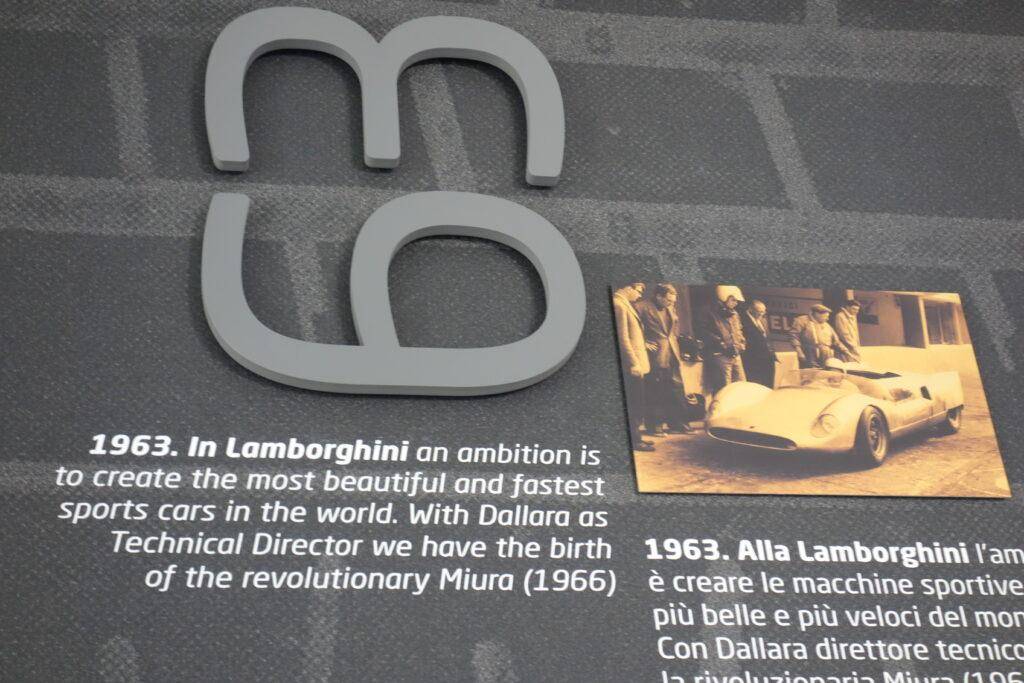 63
1963. In Lamborghini an ambition is
to create the most beautiful and fastest
sports cars in the world. With Dallara as
Technical Director we have the birth
of the revolutionary Miura (1966)
1963. Alla Lamborghini l'am
è creare le macchine sportive
più belle e più veloci del mon
Con Dallara direttore tecnico
la rivoluzionaria Miura (196